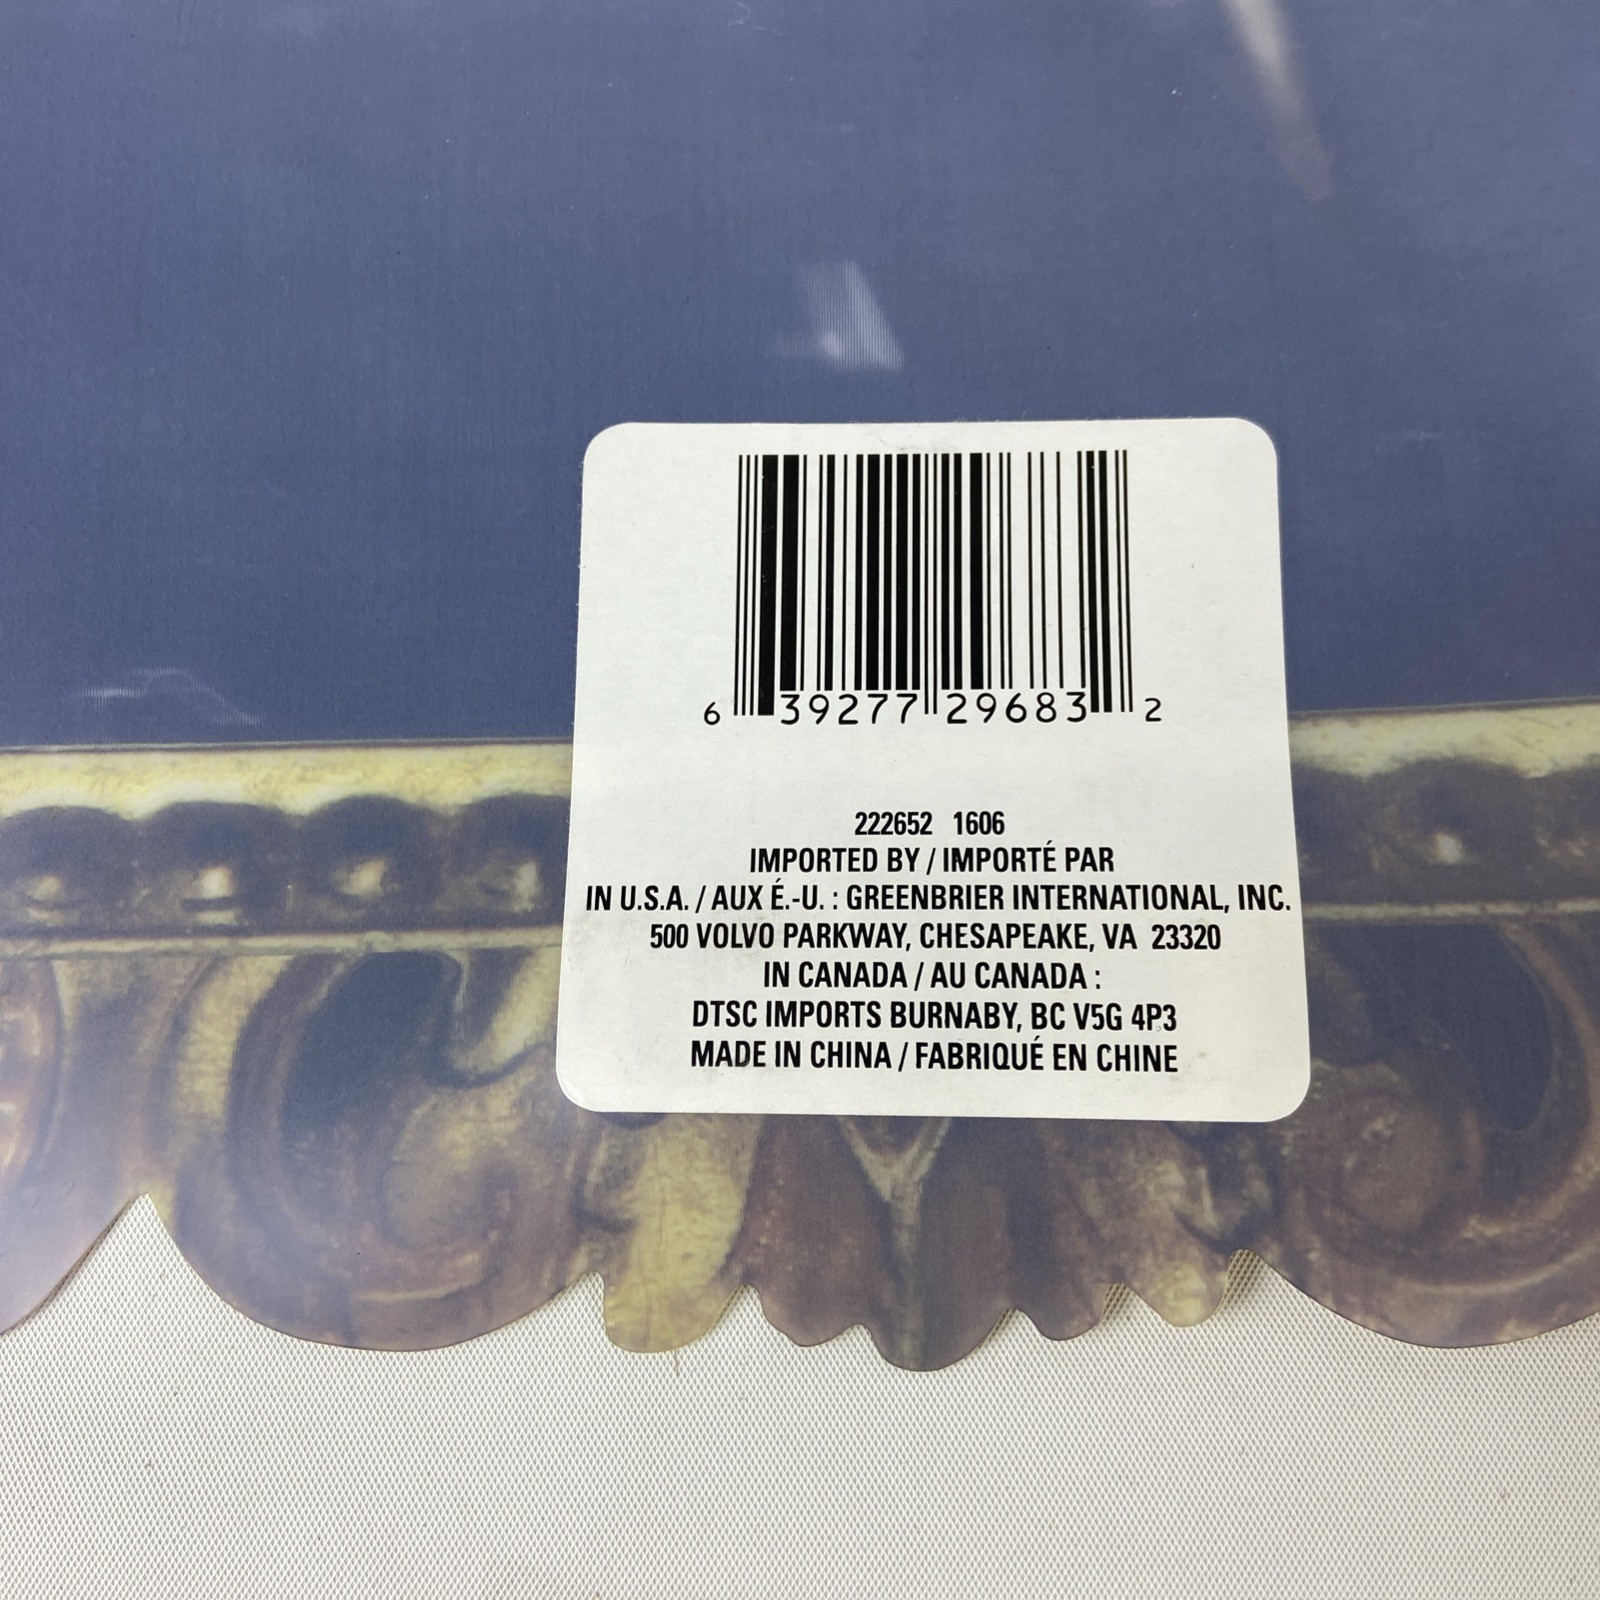 6 39277 29683 2
222652 1606
IMPORTED BY / IMPORTÉ PAR
IN U.S.A. / AUX É.-U. : GREENBRIER INTERNATIONAL, INC.
500 VOLVO PARKWAY, CHESAPEAKE, VA 23320
IN CANADA / AU CANADA :
DTSC IMPORTS BURNABY, BC V5G 4P3
MADE IN CHINA / FABRIQUÉ EN CHINE